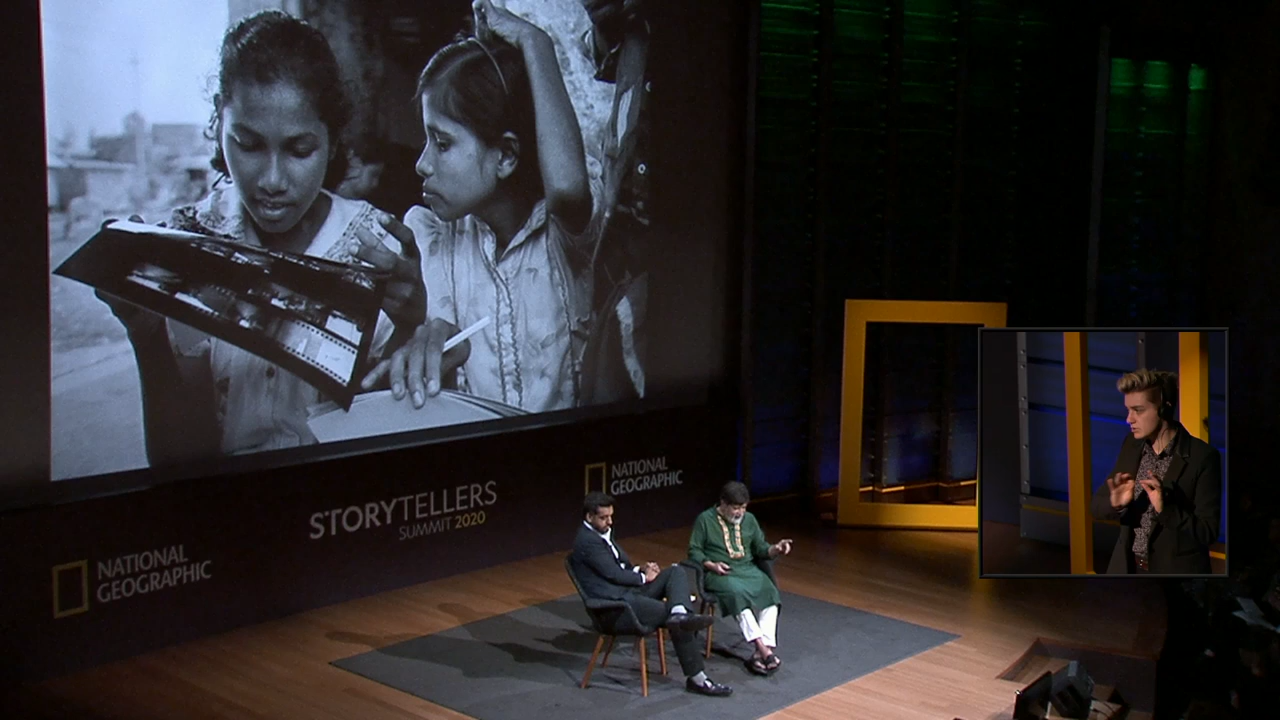 NATIONAL
GEOGRAPHIC
STORYTELLERS
SUMMIT 2020
NATIONAL
GEOGRAPHIC